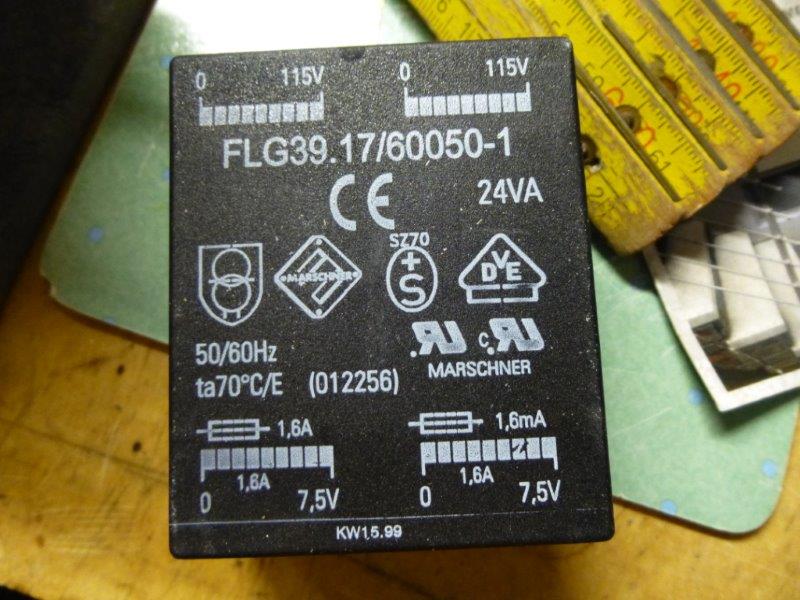 0 115V 0 115V
FLG39.17/60050-1
CE 24VA
MARSCHNER SZ70 +S DVE
50/60Hz c
ta70°C/E (012256) MARSCHNER
1,6A 1,6mA
1,6A 1,6A
0 7,5V 0 7,5V
KW15.99